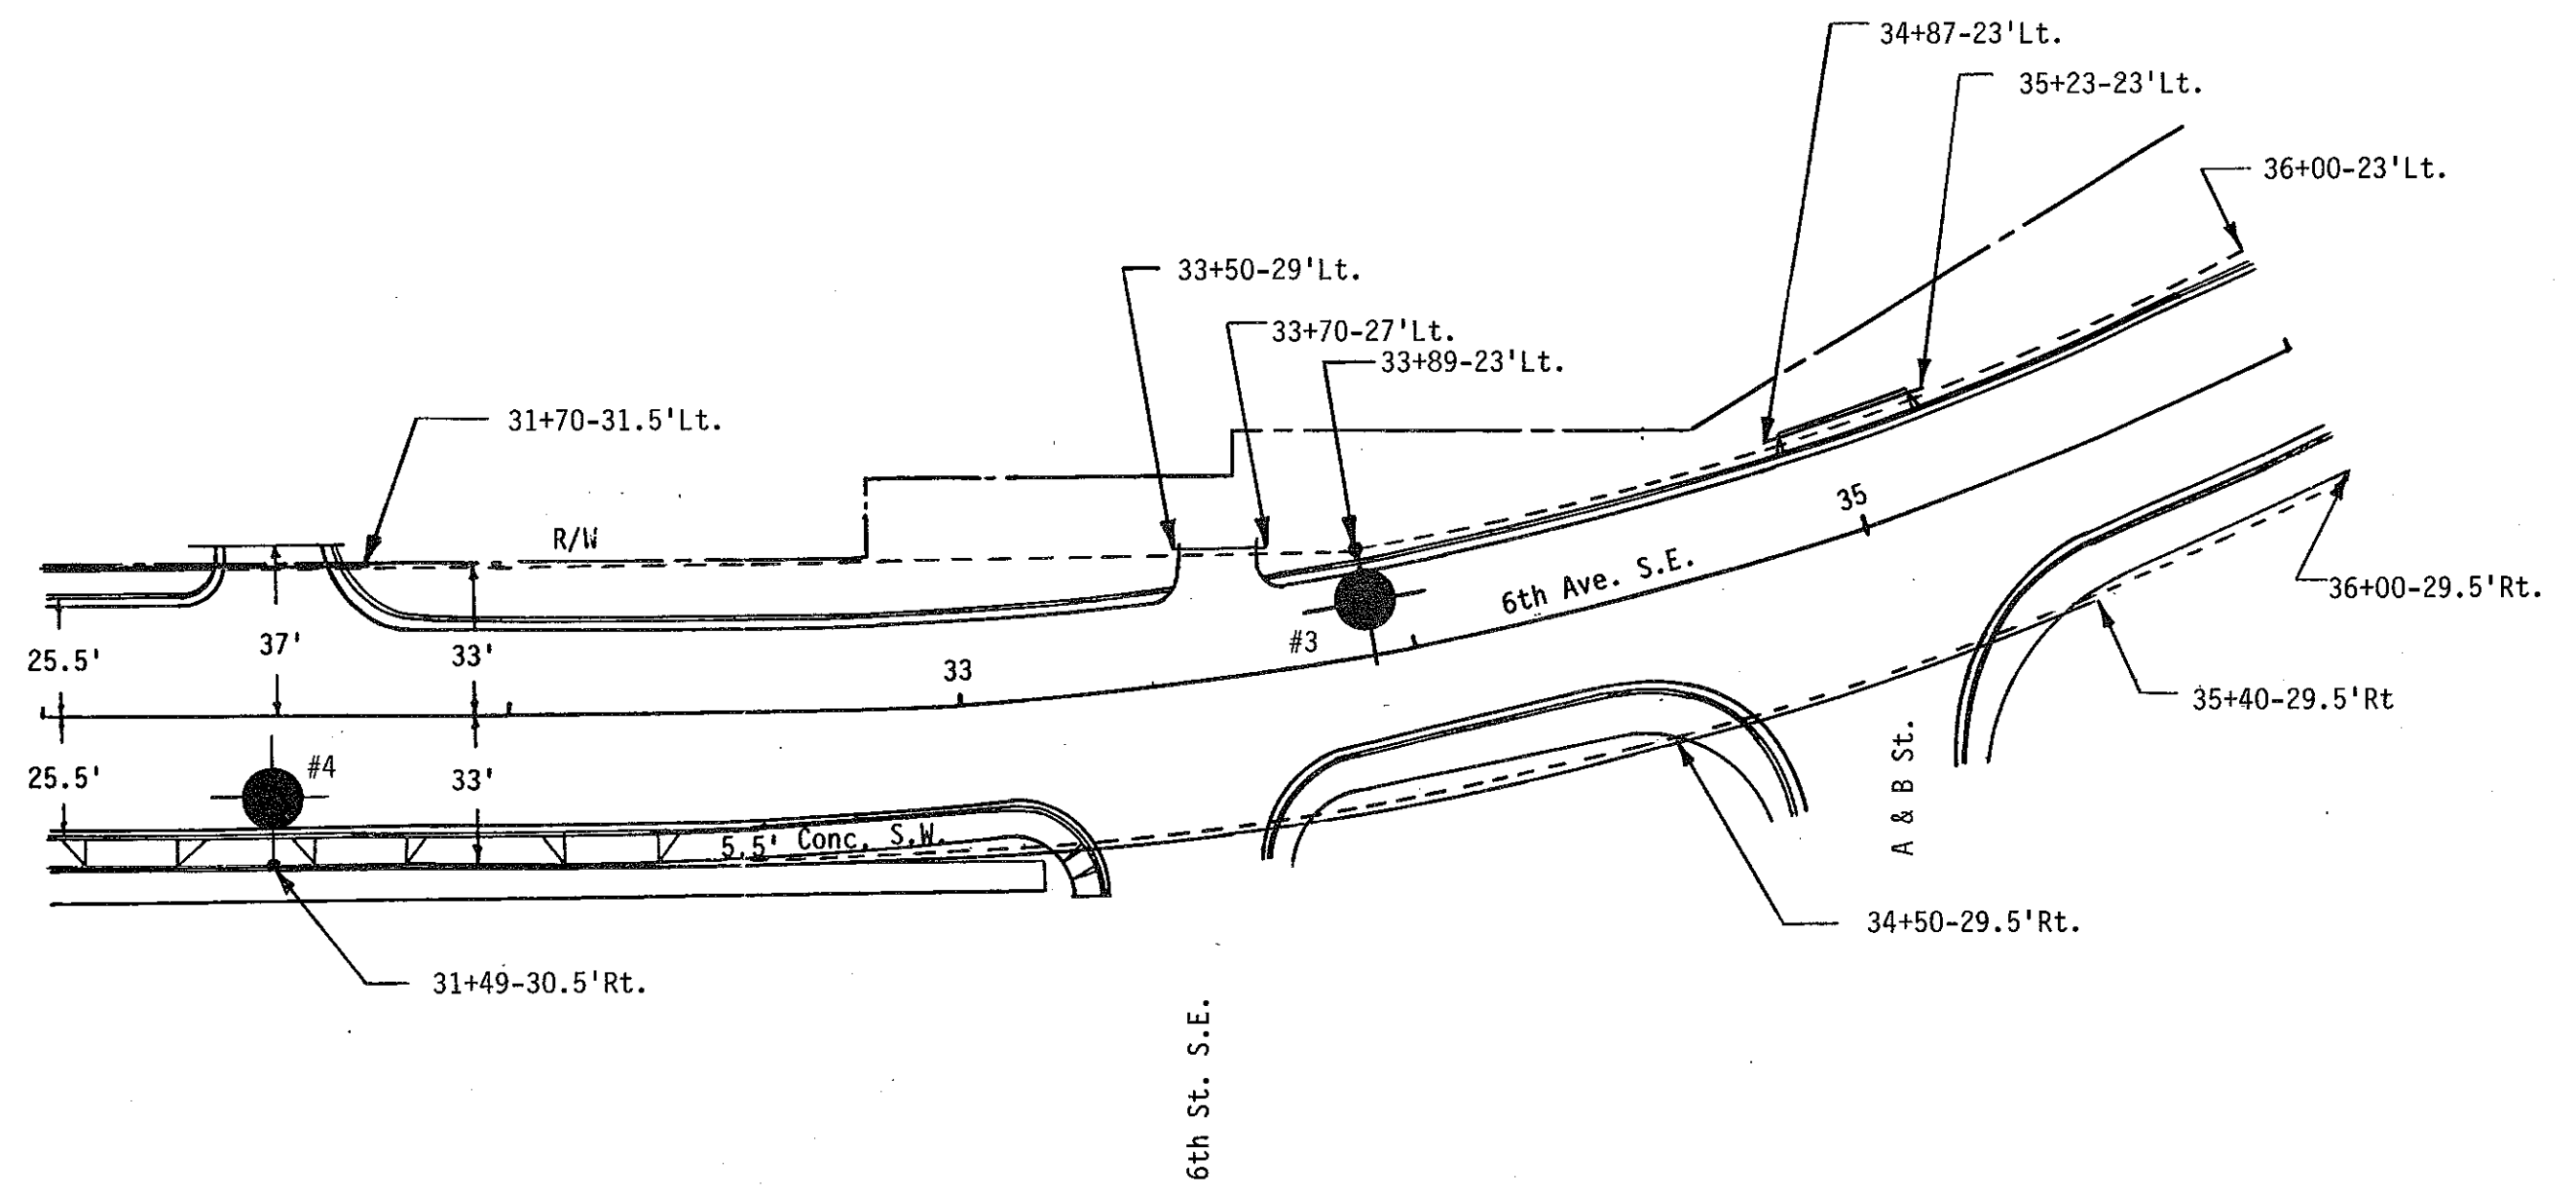 34+87-23'Lt.
35+23-23'Lt.
36+00-23'Lt.
33+50-29'Lt.
33+70-27'Lt.
33+89-23'Lt.
31+70-31.5'Lt.
R/W
35
6th Ave. S.E.
36+00-29.5'Rt.
25.5'
37'
33'
#3
33
35+40-29.5'Rt
A & B St.
25.5'
#4
33'
5.5' Conc. S.W.
34+50-29.5'Rt.
31+49-30.5'Rt.
6th St. S.E.